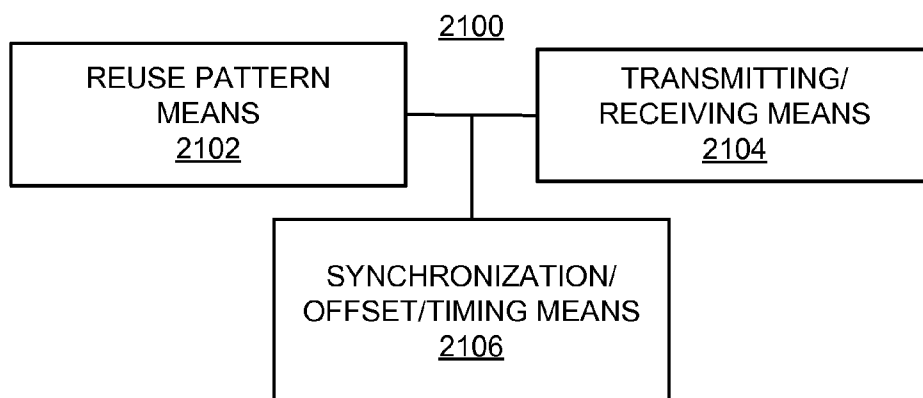 2100
REUSE PATTERN
MEANS
2102
TRANSMITTING/
RECEIVING MEANS
2104
SYNCHRONIZATION/
OFFSET/TIMING MEANS
2106